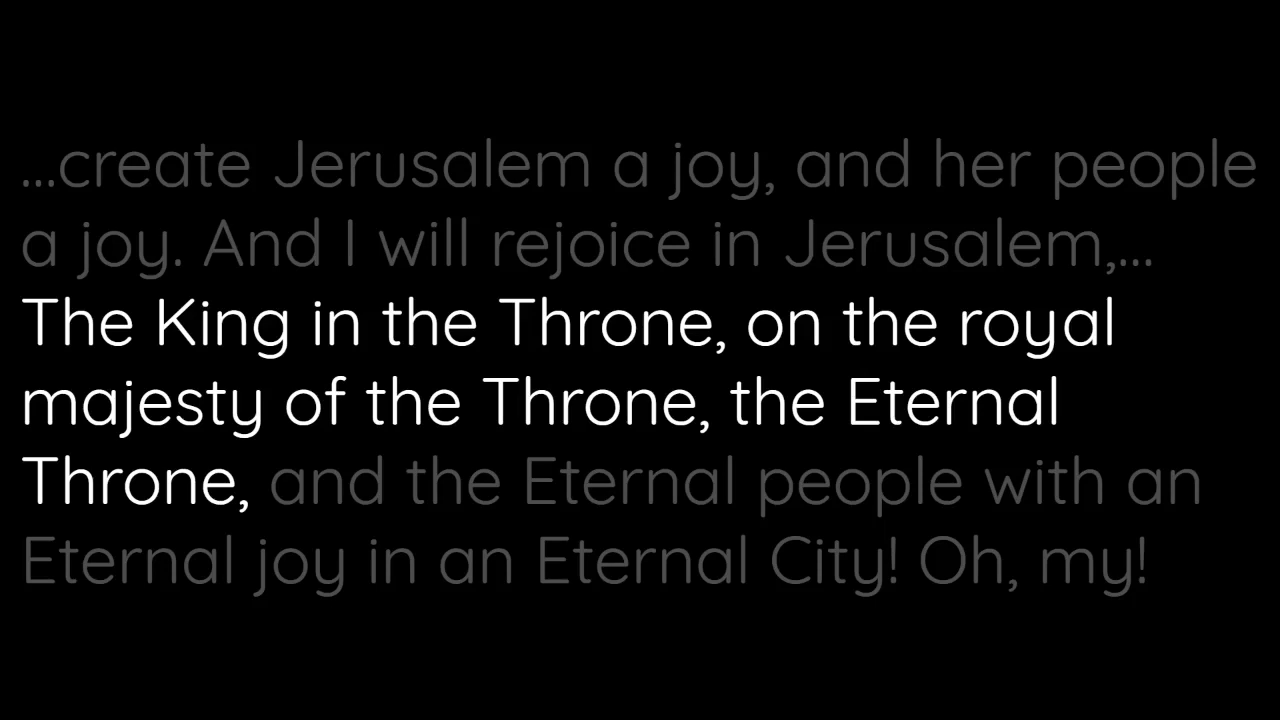 ...create Jerusalem a joy, and her people
a joy. And I will rejoice in Jerusalem,...
The King in the Throne, on the royal
majesty of the Throne, the Eternal
Throne, and the Eternal people with an
Eternal joy in an Eternal City! Oh, my!